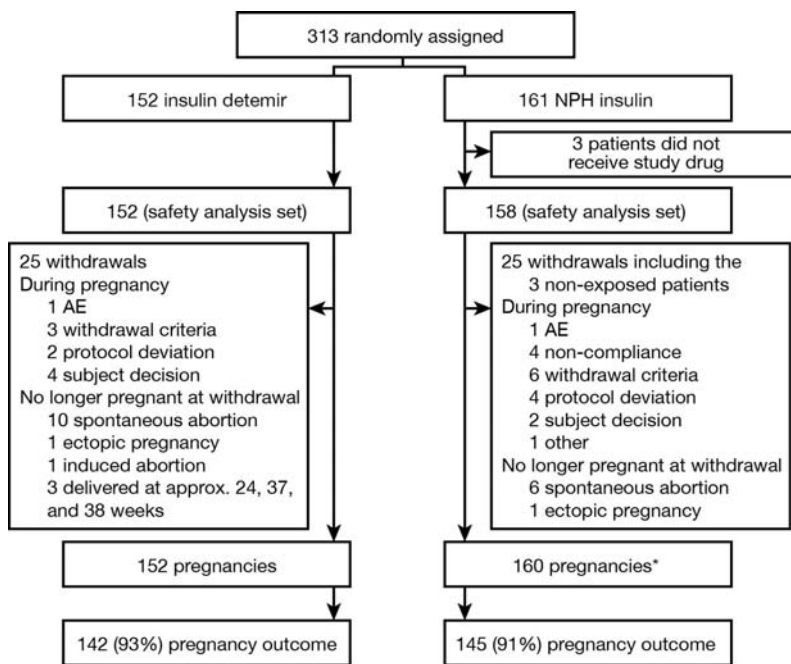 313 randomly assigned
152 insulin detemir
161 NPH insulin
3 patients did not
receive study drug
152 (safety analysis set)
158 (safety analysis set)
25 withdrawals
During pregnancy
1 AE
3 withdrawal criteria
2 protocol deviation
4 subject decision
No longer pregnant at withdrawal
10 spontaneous abortion
1 ectopic pregnancy
1 induced abortion
3 delivered at approx. 24, 37,
and 38 weeks
25 withdrawals including the
3 non-exposed patients
During pregnancy
1 AE
4 non-compliance
6 withdrawal criteria
4 protocol deviation
2 subject decision
1 other
No longer pregnant at withdrawal
6 spontaneous abortion
1 ectopic pregnancy
152 pregnancies
160 pregnancies*
142 (93%) pregnancy outcome
145 (91%) pregnancy outcome